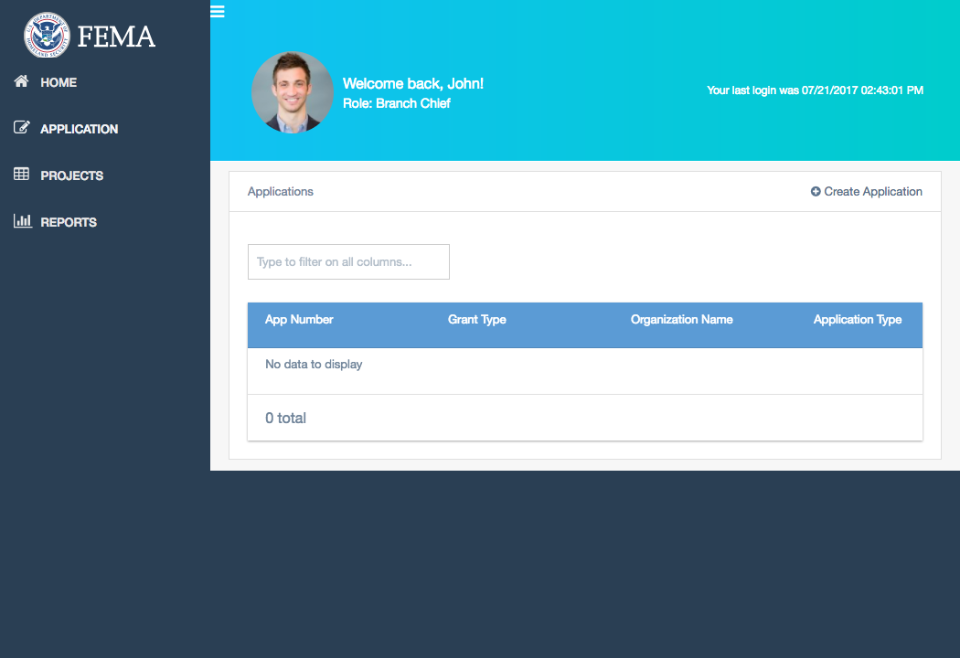 FEMA
HOME
APPLICATION
PROJECTS
REPORTS
Welcome back, John!
Role: Branch Chief
Your last login was 07/21/2017 02:43:01 PM
Applications
Create Application
Type to filter on all columns...
App Number Grant Type Organization Name Application Type
No data to display
0 total